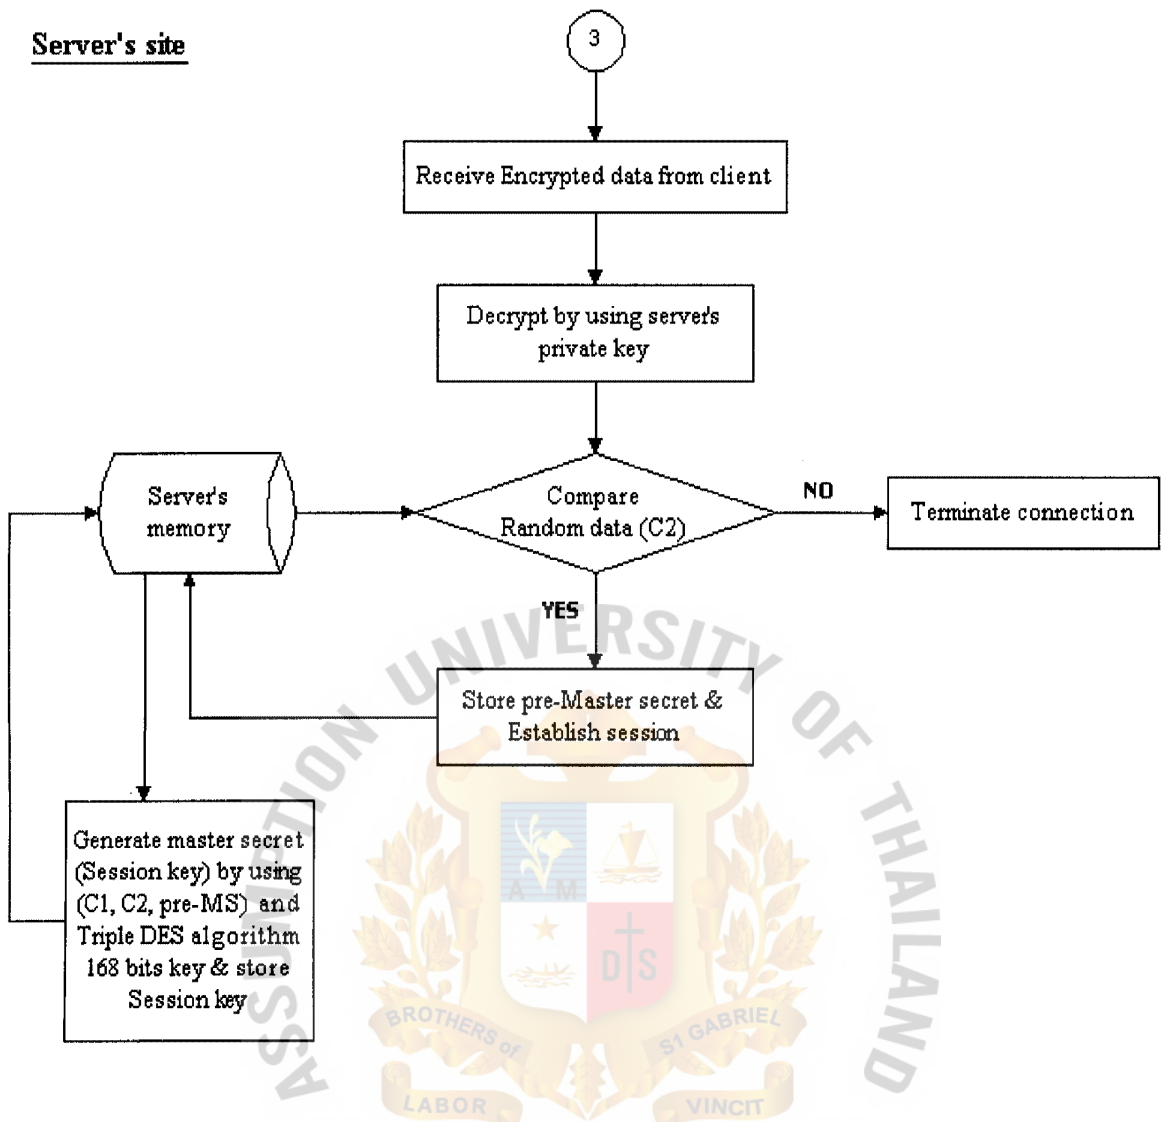 Server's site
3
Receive Encrypted data from client
Decrypt by using server's
private key
Server's
memory
Compare
Random data (C2)
NO
Terminate connection
YES
Store pre-Master secret &
Establish session
Generate master secret
(Session key) by using
(C1, C2, pre-MS) and
Triple DES algorithm
168 bits key & store
Session key
ASSUMPTION UNIVERSITY OF THAILAND
A M
D S
BROTHERS of
S1 GABRIEL
LABOR
VINCIT